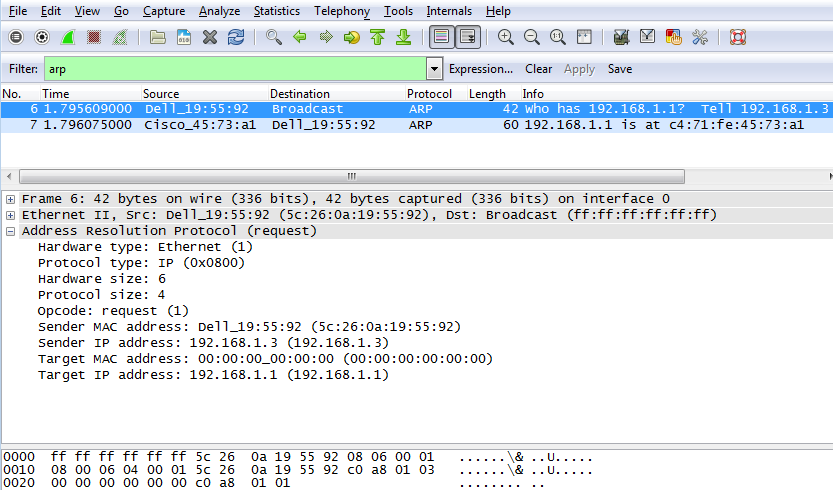 File Edit View Go Capture Analyze Statistics Telephony Tools Internals Help
Filter: arp Expression... Clear Apply Save
No. Time Source Destination Protocol Length Info
6 1.795609000 Dell_19:55:92 Broadcast ARP 42 Who has 192.168.1.1? Tell 192.168.1.3
7 1.796075000 Cisco_45:73:a1 Dell_19:55:92 ARP 60 192.168.1.1 is at c4:71:fe:45:73:a1
Frame 6: 42 bytes on wire (336 bits), 42 bytes captured (336 bits) on interface 0
Ethernet II, Src: Dell_19:55:92 (5c:26:0a:19:55:92), Dst: Broadcast (ff:ff:ff:ff:ff:ff)
Address Resolution Protocol (request)
Hardware type: Ethernet (1)
Protocol type: IP (0x0800)
Hardware size: 6
Protocol size: 4
Opcode: request (1)
Sender MAC address: Dell_19:55:92 (5c:26:0a:19:55:92)
Sender IP address: 192.168.1.3 (192.168.1.3)
Target MAC address: 00:00:00_00:00:00 (00:00:00:00:00:00)
Target IP address: 192.168.1.1 (192.168.1.1)
0000 ff ff ff ff ff ff 5c 26 0a 19 55 92 08 06 00 01 ......\& ..U.....
0010 08 00 06 04 00 01 5c 26 0a 19 55 92 c0 a8 01 03 ......\& ..U.....
0020 00 00 00 00 00 00 c0 a8 01 01 ........ ..